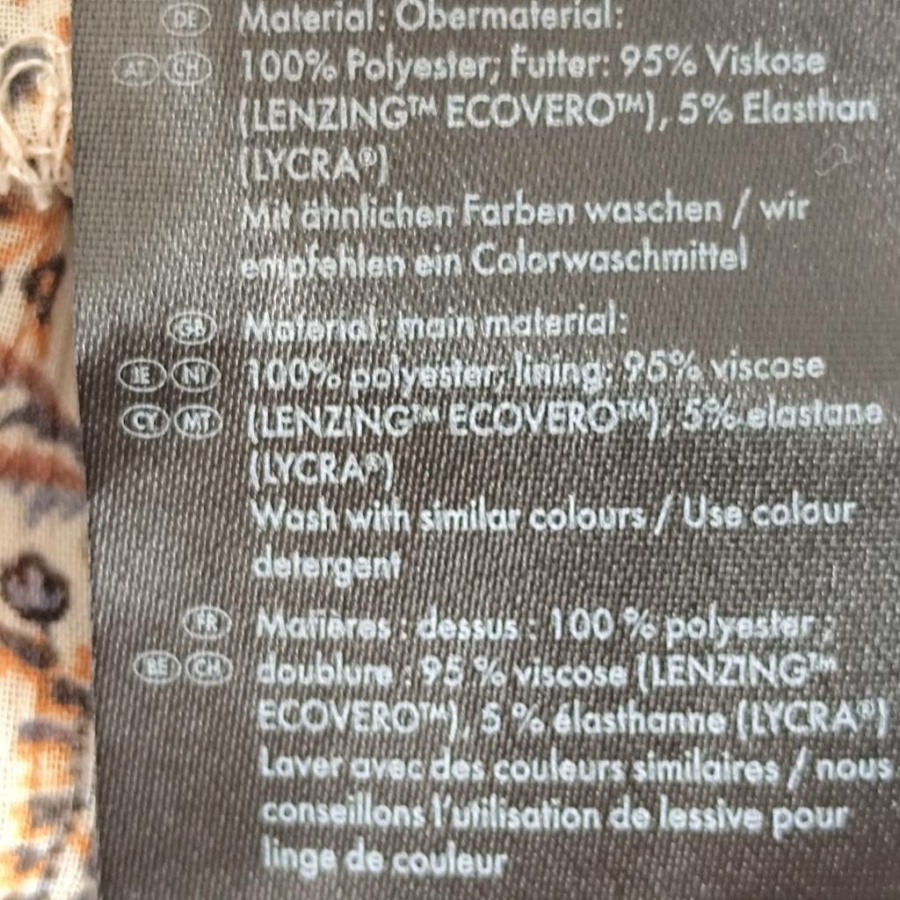 DE Material: Obermaterial:
AT CH 100% Polyester; Futter: 95% Viskose
(LENZING™ ECOVERO™), 5% Elasthan
(LYCRA®)
Mit ähnlichen Farben waschen / wir
empfehlen ein Colorwaschmittel
GB Material: main material:
IE NI 100% polyester; lining: 95% viscose
CY MT (LENZING™ ECOVERO™), 5% elastane
(LYCRA®)
Wash with similar colours / Use colour
detergent
FR Matières : dessus : 100 % polyester ;
BE CH doublure : 95 % viscose (LENZING™
ECOVERO™), 5 % élasthanne (LYCRA®)
Laver avec des couleurs similaires / nous
conseillons l'utilisation de lessive pour
linge de couleur